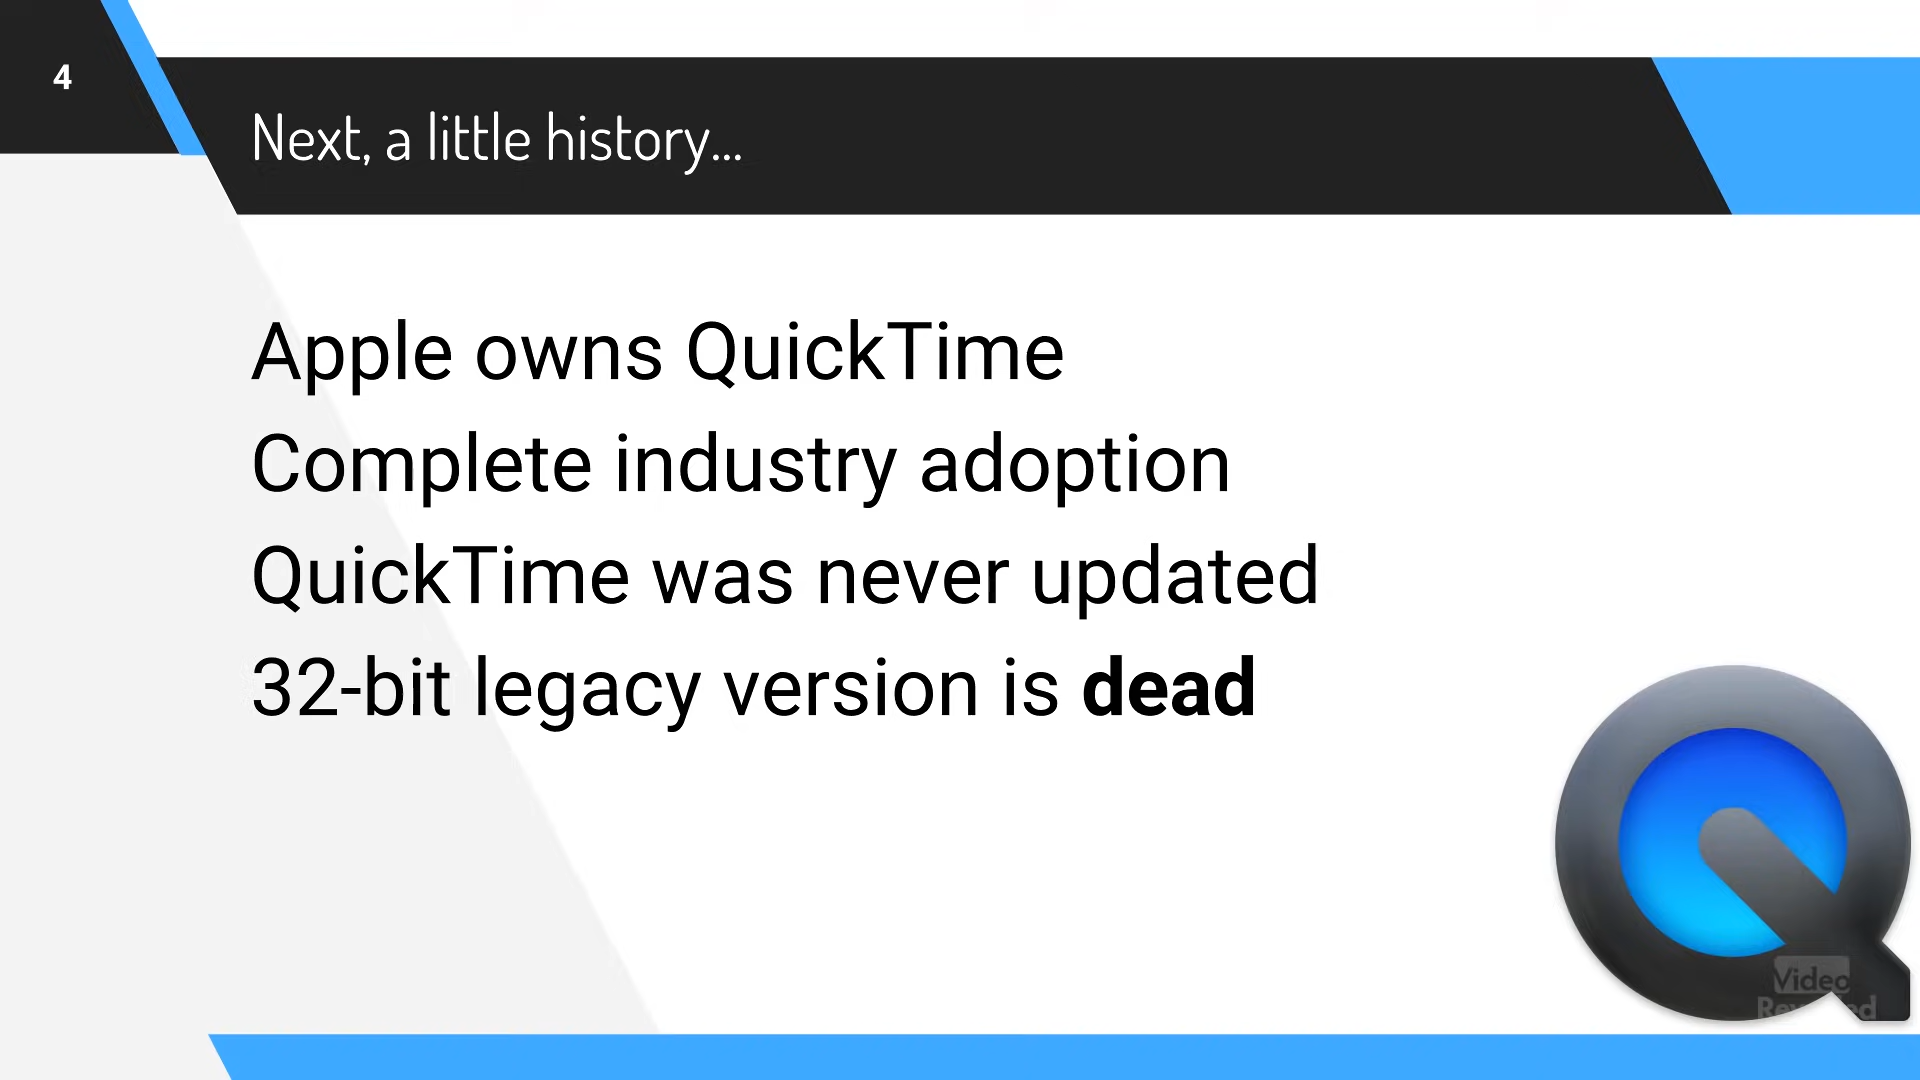 4
Next, a little history...
Apple owns QuickTime
Complete industry adoption
QuickTime was never updated
32-bit legacy version is dead
Video